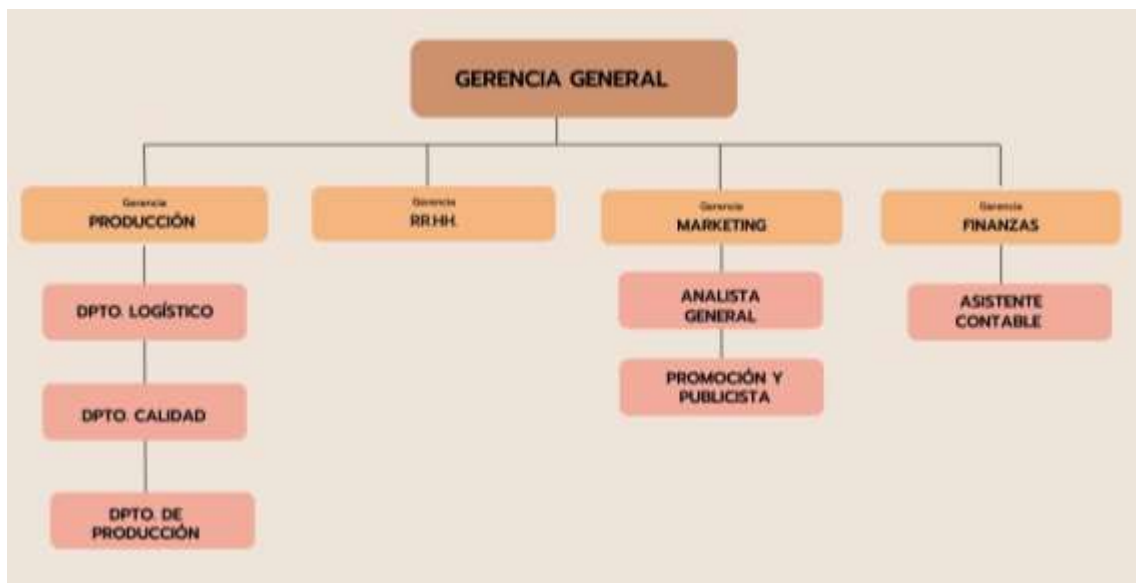 GERENCIA GENERAL
Gerencia
PRODUCCIÓN
Gerencia
RR.HH.
Gerencia
MARKETING
Gerencia
FINANZAS
DPTO. LOGÍSTICO
DPTO. CALIDAD
DPTO. DE
PRODUCCIÓN
ANALISTA
GENERAL
PROMOCIÓN Y
PUBLICISTA
ASISTENTE
CONTABLE